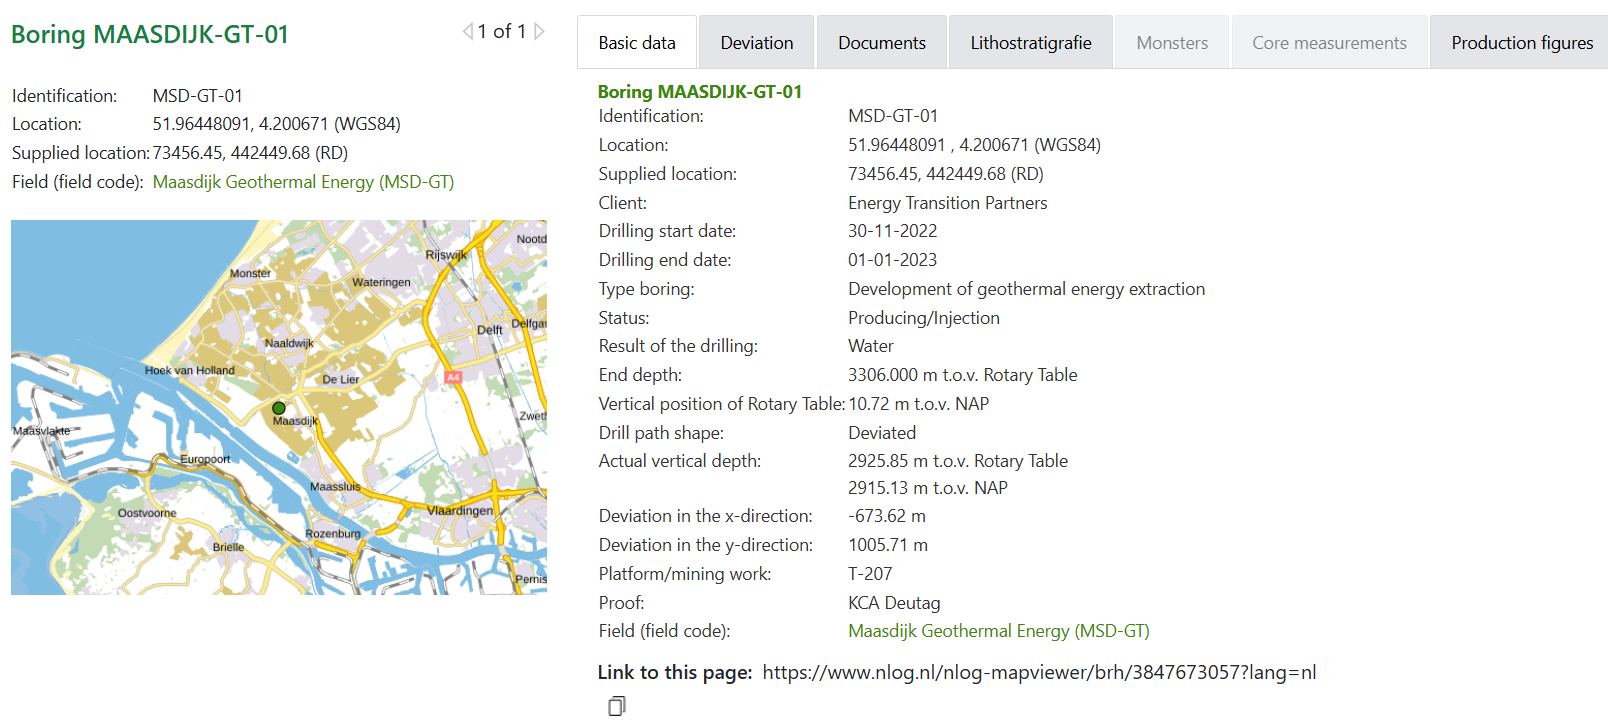 Boring MAASDIJK-GT-01
1 of 1
Identification: MSD-GT-01
Location: 51.96448091, 4.200671 (WGS84)
Supplied location: 73456.45, 442449.68 (RD)
Field (field code): Maasdijk Geothermal Energy (MSD-GT)
Nootd
Rijswijk
Monster
Wateringen
Delft
Delfgau
Naaldwijk
Hoek van Holland
De Lier
A4
Zweth
Maasdijk
Maasvlakte
Europoort
Maassluis
Oostvoorne
Vlaardingen
Rozenburg
Brielle
Pernis
Basic data
Deviation
Documents
Lithostratigrafie
Monsters
Core measurements
Production figures
Boring MAASDIJK-GT-01
Identification: MSD-GT-01
Location: 51.96448091 , 4.200671 (WGS84)
Supplied location: 73456.45, 442449.68 (RD)
Client: Energy Transition Partners
Drilling start date: 30-11-2022
Drilling end date: 01-01-2023
Type boring: Development of geothermal energy extraction
Status: Producing/Injection
Result of the drilling: Water
End depth: 3306.000 m t.o.v. Rotary Table
Vertical position of Rotary Table: 10.72 m t.o.v. NAP
Drill path shape: Deviated
Actual vertical depth: 2925.85 m t.o.v. Rotary Table
2915.13 m t.o.v. NAP
Deviation in the x-direction: -673.62 m
Deviation in the y-direction: 1005.71 m
Platform/mining work: T-207
Proof: KCA Deutag
Field (field code): Maasdijk Geothermal Energy (MSD-GT)
Link to this page: https://www.nlog.nl/nlog-mapviewer/brh/3847673057?lang=nl